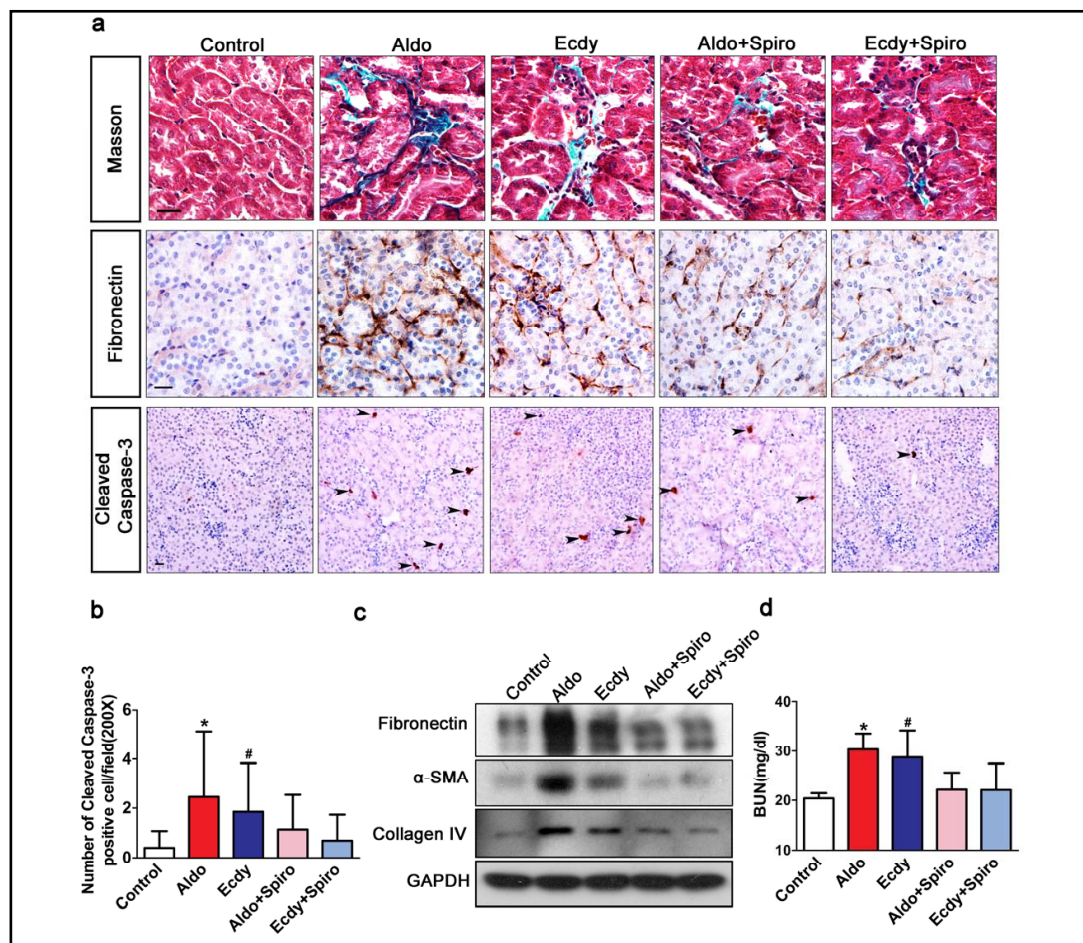 a
Control
Aldo
Ecdy
Aldo+Spiro
Ecdy+Spiro
Masson
Fibronectin
Cleaved
Caspase-3
b
Number of Cleaved Caspase-3
positive cell/field(200X)
6
4
2
0
*
#
Control
Aldo
Ecdy
Aldo+Spiro
Ecdy+Spiro
c
Control
Aldo
Ecdy
Aldo+Spiro
Ecdy+Spiro
Fibronectin
α-SMA
Collagen IV
GAPDH
d
BUN(mg/dl)
40
30
20
10
*
#
Control
Aldo
Ecdy
Aldo+Spiro
Ecdy+Spiro